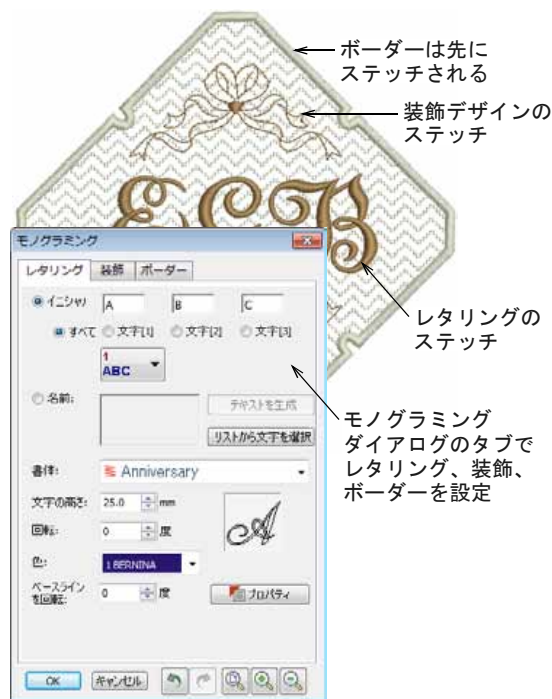 ボーダーは先に
ステッチされる
装飾デザインの
ステッチ
ECB
モノグラミング
レタリング 装飾 ボーダー
イニシャル A B C
すべて 文字[1] 文字[2] 文字[3]
1
ABC
名前: テキストを生成
リストから文字を選択
書体: Anniversary
文字の高さ: 25.0 mm
回転: 0 度
A
色: 1 BERNINA
ベースライン
を回転: 0 度 プロパティ
OK キャンセル
レタリングの
ステッチ
モノグラミング
ダイアログのタブで
レタリング、装飾、
ボーダーを設定